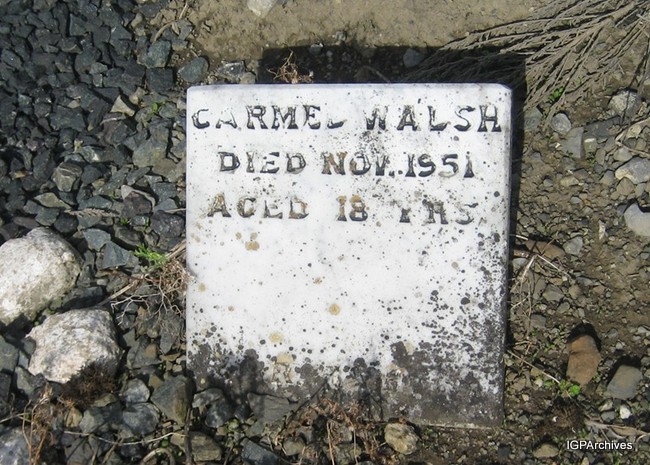 CARMEL WALSH
DIED NOV. 1951
AGED 18 YRS.
IGPArchives